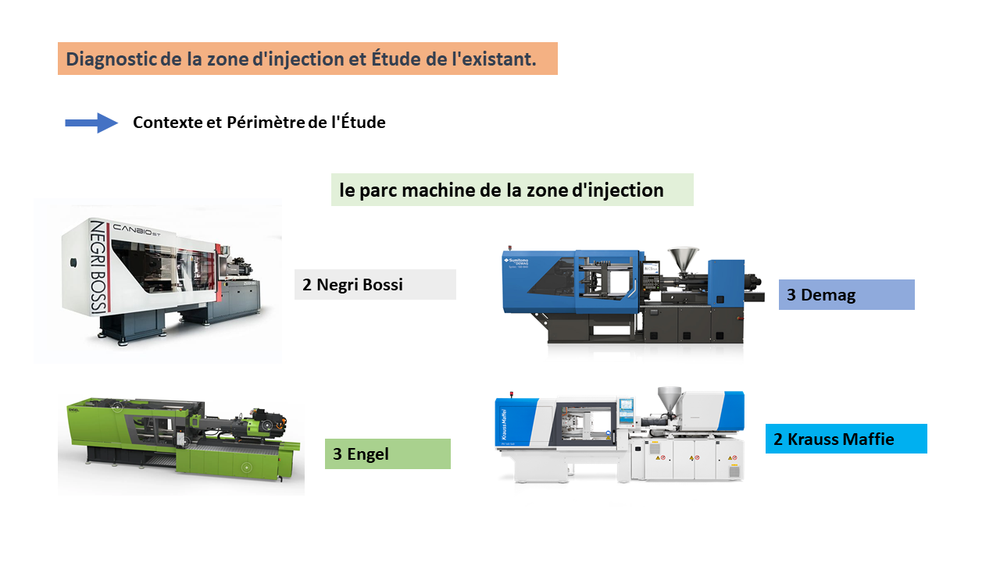 Diagnostic de la zone d'injection et Étude de l'existant.
Contexte et Périmètre de l'Étude
le parc machine de la zone d'injection
NEGRI BOSSI
CANBIO ST
2 Negri Bossi
Sumitomo
DEMAG
3 Demag
ENGEL
3 Engel
KraussMaffei
2 Krauss Maffie